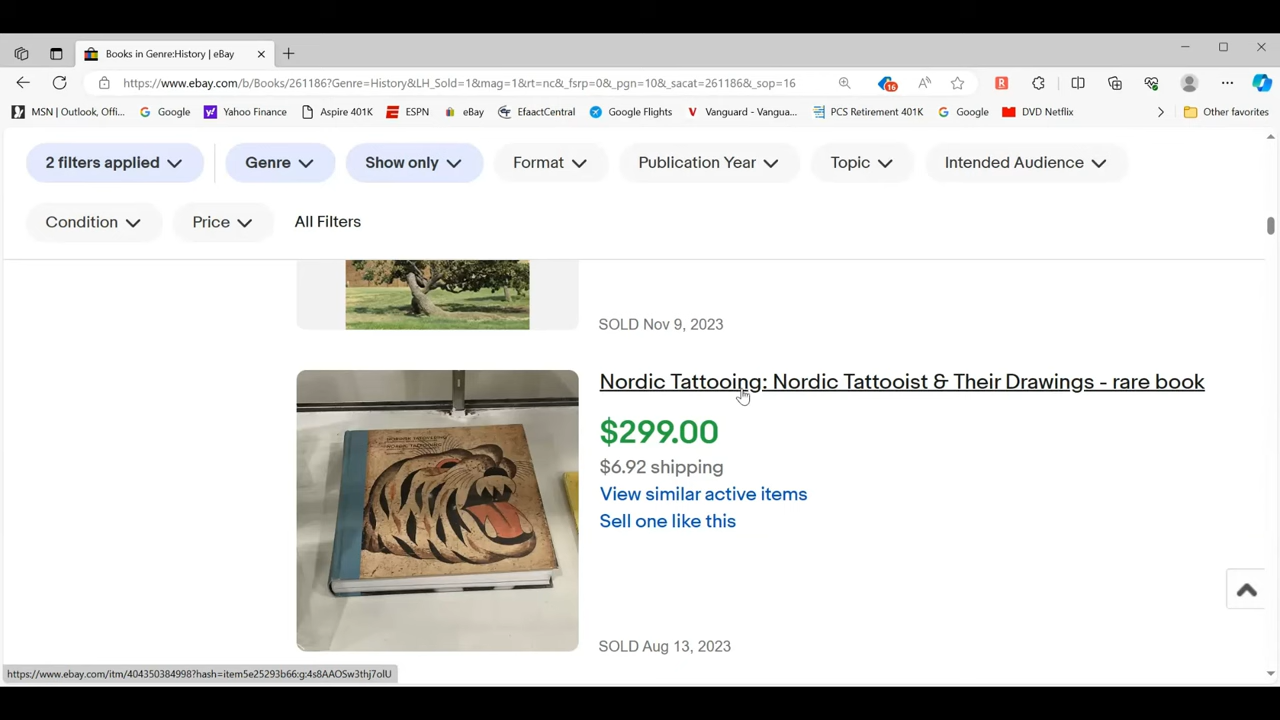 Books in Genre:History | eBay
https://www.ebay.com/b/Books/261186?Genre=History&LH_Sold=1&mag=1&rt=nc&_fsrp=0&_pgn=10&_sacat=261186&_sop=16
16
MSN | Outlook, Offi... Google Yahoo Finance Aspire 401K ESPN eBay EfaactCentral Google Flights Vanguard - Vangua... PCS Retirement 401K Google DVD Netflix Other favorites
2 filters applied Genre Show only Format Publication Year Topic Intended Audience
Condition Price All Filters
SOLD Nov 9, 2023
Nordic Tattooing: Nordic Tattooist & Their Drawings - rare book
$299.00
$6.92 shipping
View similar active items
Sell one like this
SOLD Aug 13, 2023
https://www.ebay.com/itm/404350384998?hash=item5e25293b66:g:4s8AAOSw3thj7olU